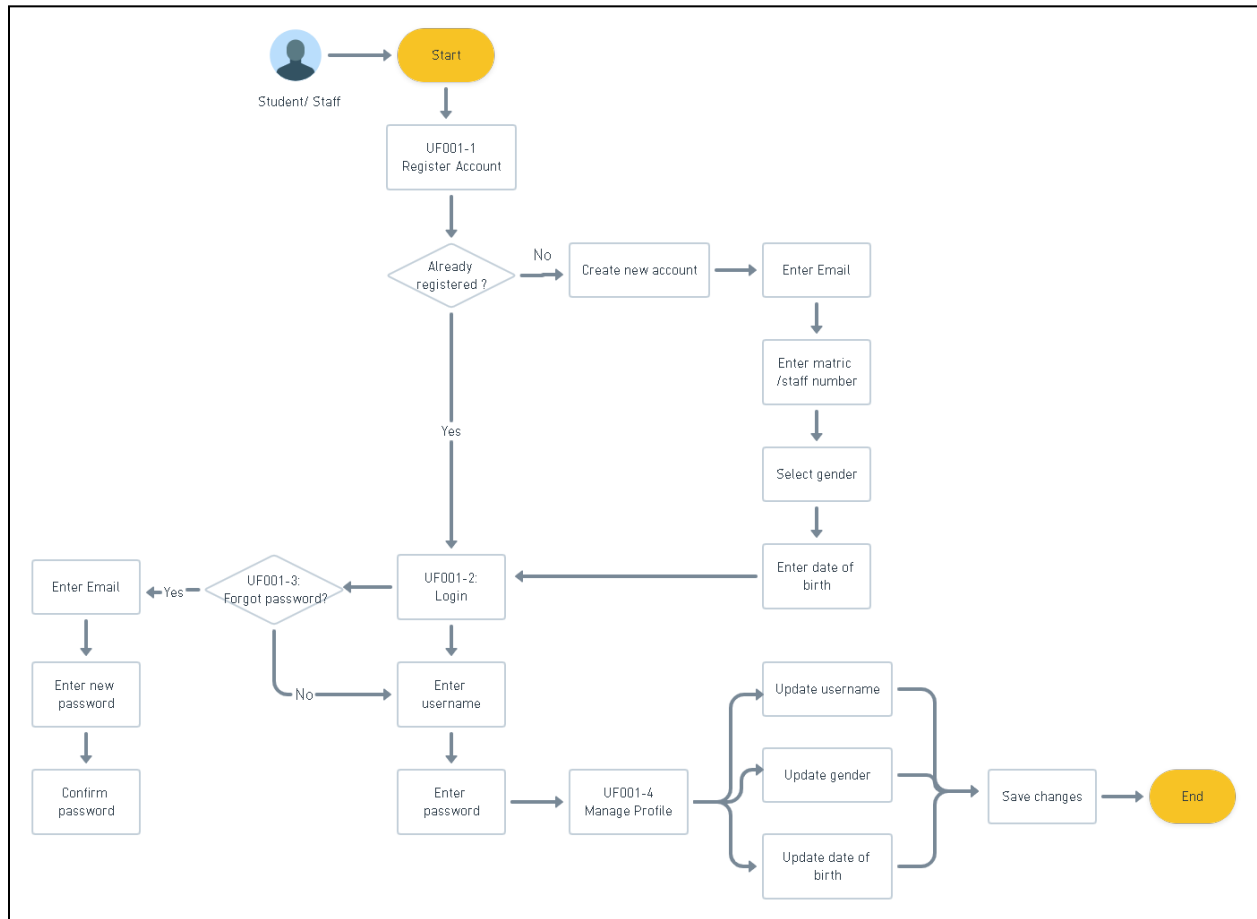 Start
Student/ Staff
UF001-1
Register Account
Already
registered ?
No
Create new account
Enter Email
Enter matric
/staff number
Yes
Select gender
Enter date of
birth
UF001-2:
Login
UF001-3:
Forgot password?
Yes
Enter Email
Enter new
password
Confirm
password
No
Enter
username
Enter
password
UF001-4
Manage Profile
Update username
Update gender
Update date of
birth
Save changes
End